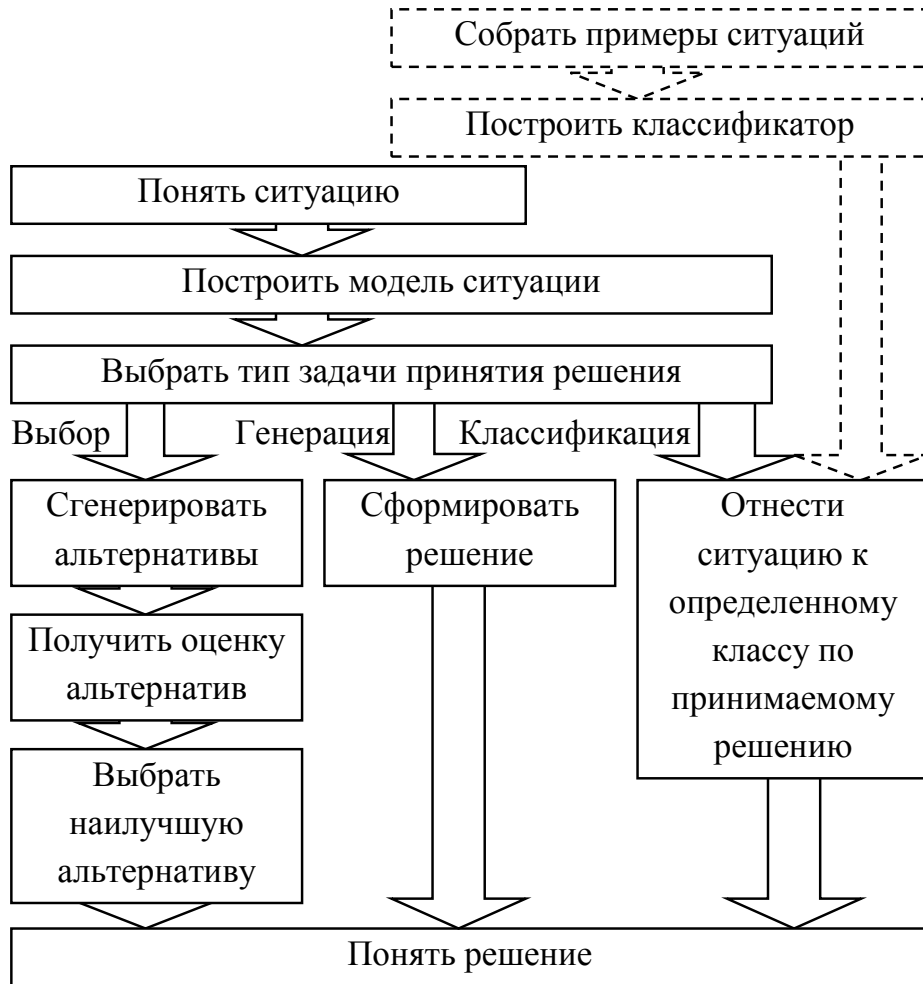 Собрать примеры ситуаций
Построить классификатор
Понять ситуацию
Построить модель ситуации
Выбрать тип задачи принятия решения
Выбор
Генерация
Классификация
Сгенерировать
альтернативы
Получить оценку
альтернатив
Выбрать
наилучшую
альтернативу
Сформировать
решение
Отнести
ситуацию к
определенному
классу по
принимаемому
решению
Понять решение